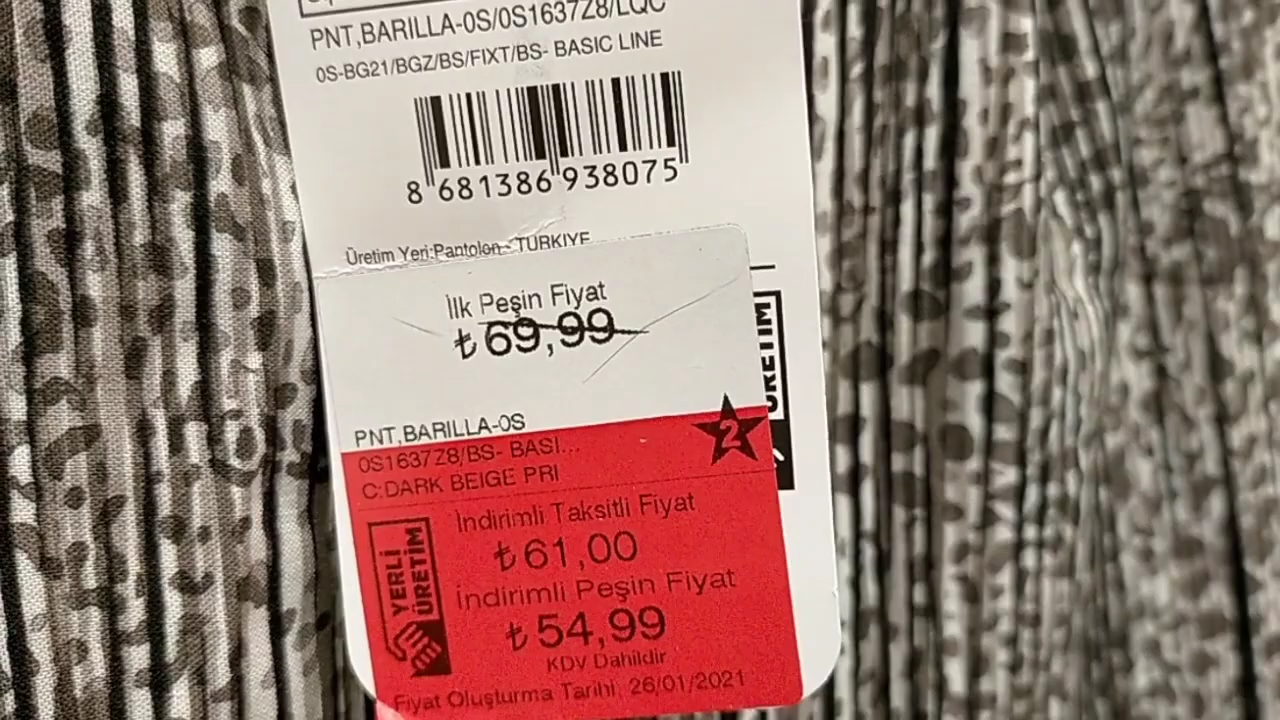 PNT,BARILLA-0S/0S1637Z8/LQC
0S-BG21/BGZ/BS/FIXT/BS- BASIC LINE
8 681386 938075
Üretim Yeri:Pantolon - TÜRKIYE
İlk Peşin Fiyat
₺69,99
ÜRETİM
PNT,BARILLA-0S
2
0S1637Z8/BS- BASI...
C:DARK BEIGE PRI
İndirimli Taksitli Fiyat
₺61,00
YERLİ
ÜRETİM
İndirimli Peşin Fiyat
₺54,99
KDV Dahildir
Fiyat Oluşturma Tarihi: 26/01/2021